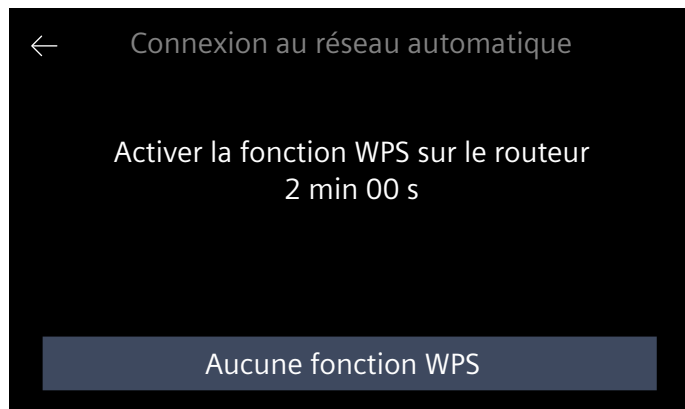 Connexion au réseau automatique
Activer la fonction WPS sur le routeur
2 min 00 s
Aucune fonction WPS